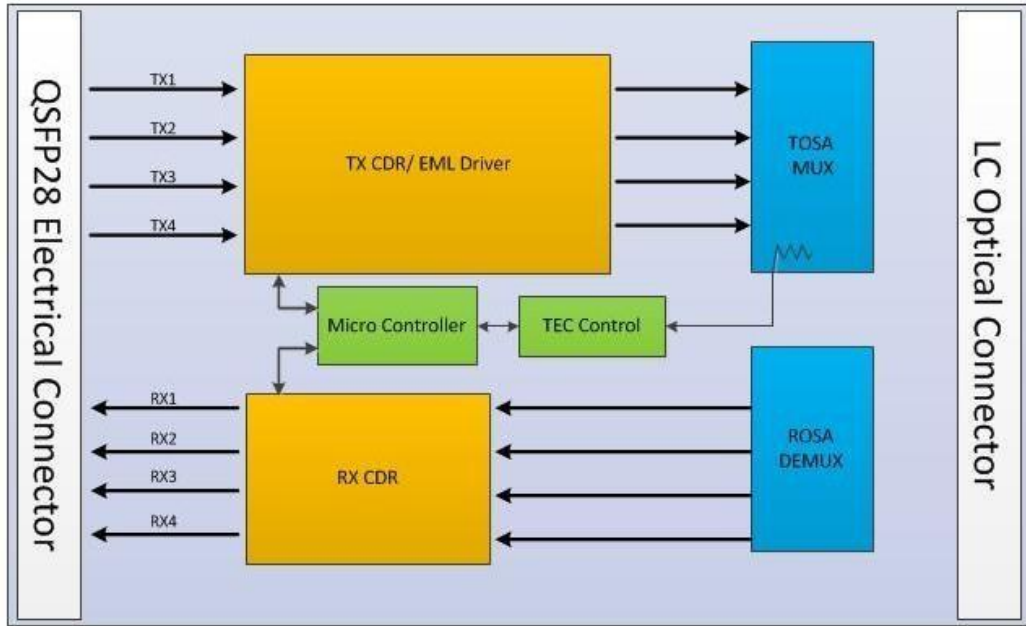 QSFP28 Electrical Connector
TX1
TX2
TX3
TX4
TX CDR/ EML Driver
TOSA
MUX
Micro Controller
TEC Control
RX1
RX2
RX3
RX4
RX CDR
ROSA
DEMUX
LC Optical Connector